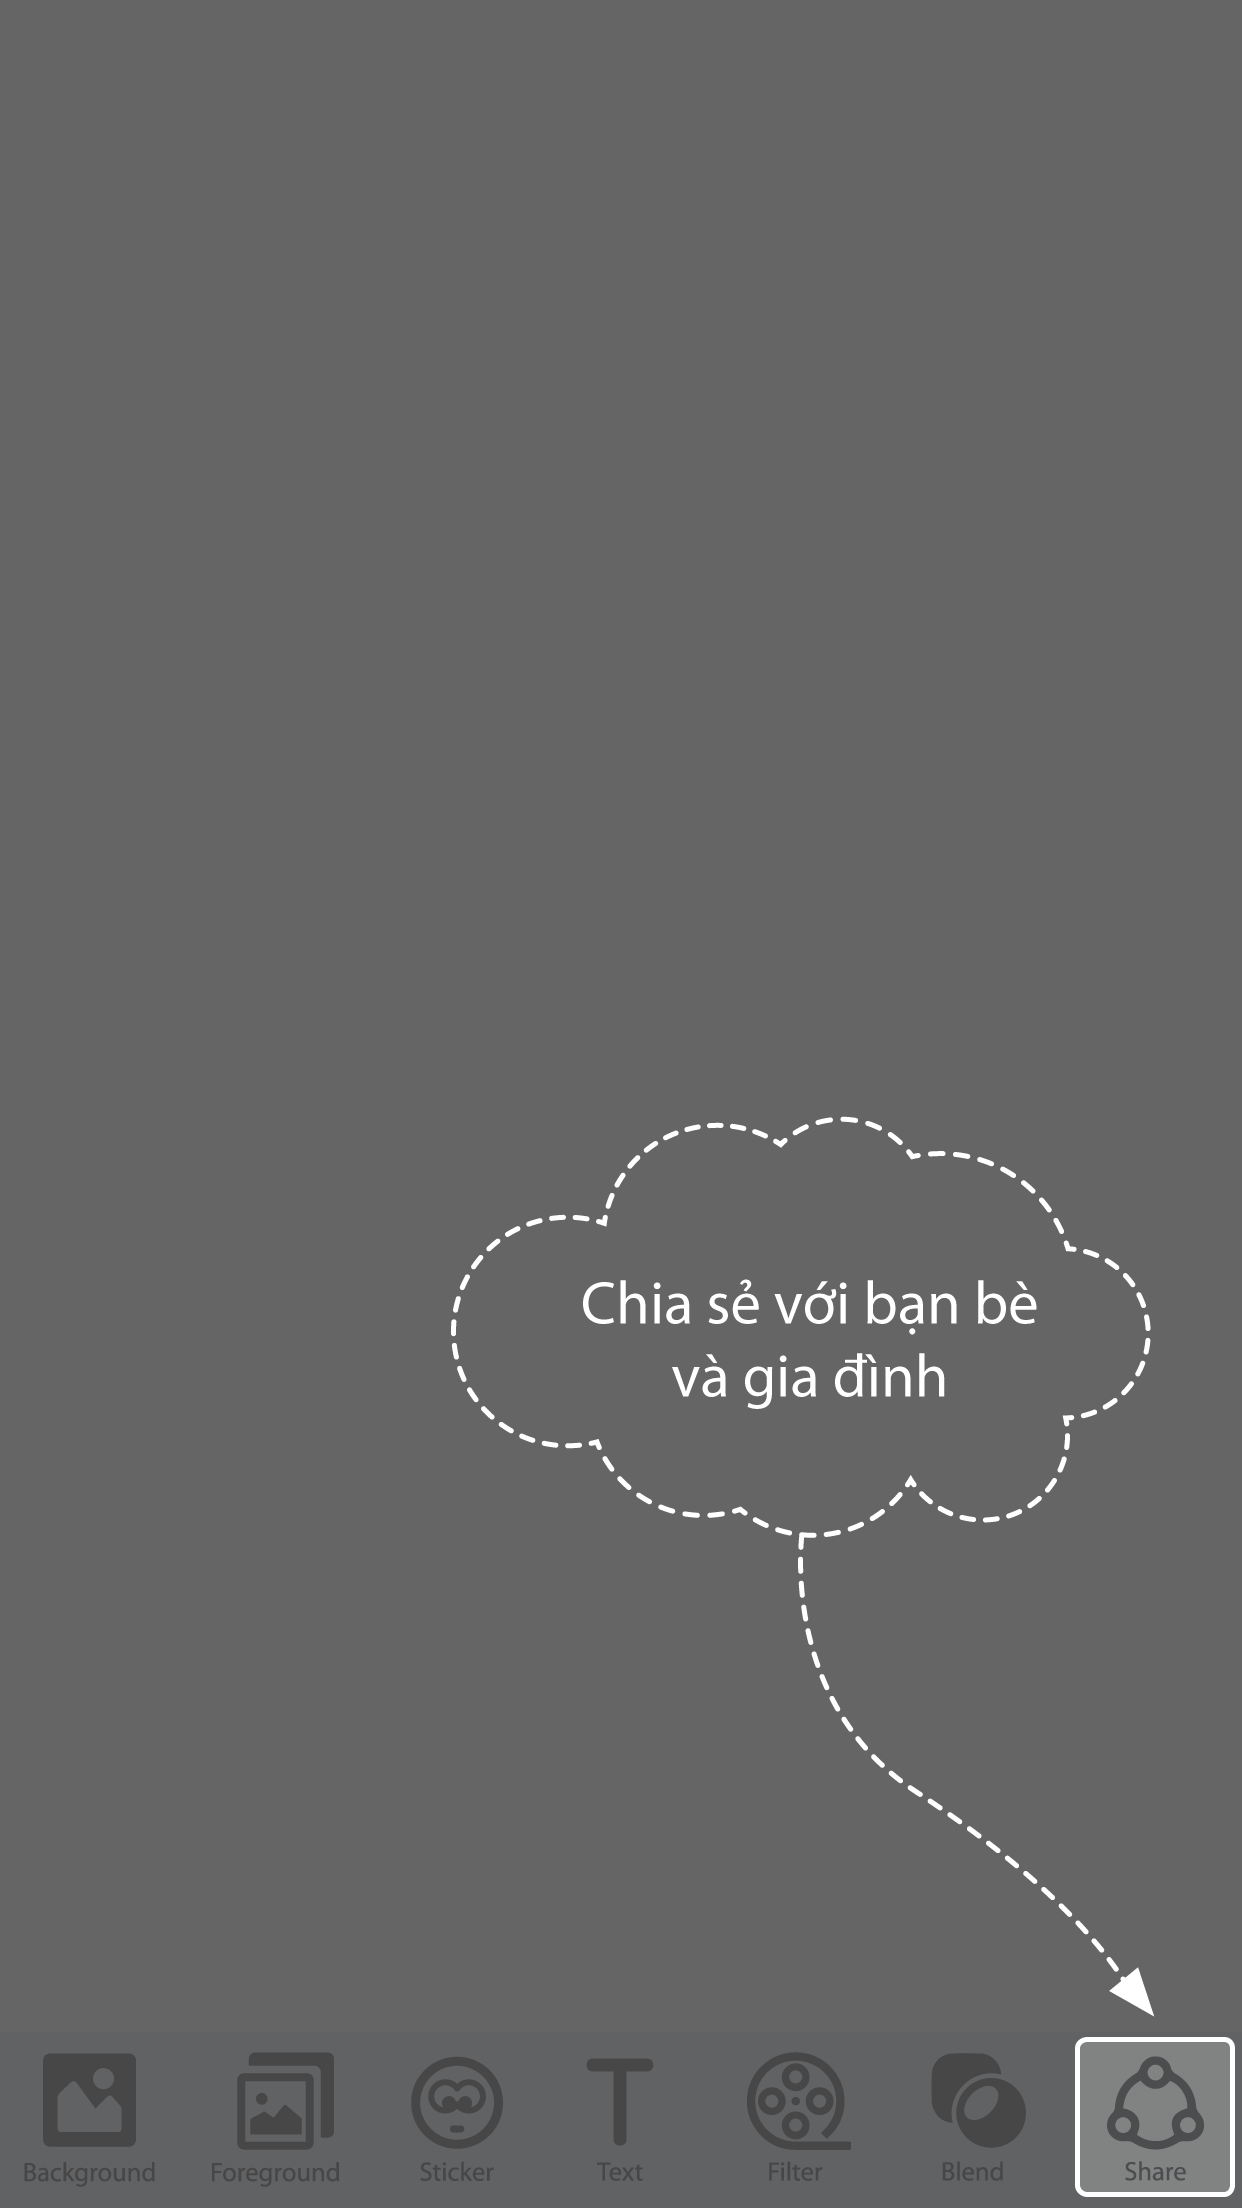 Chia sẻ với bạn bè
và gia đình
Background
Foreground
Sticker
Text
Filter
Blend
Share